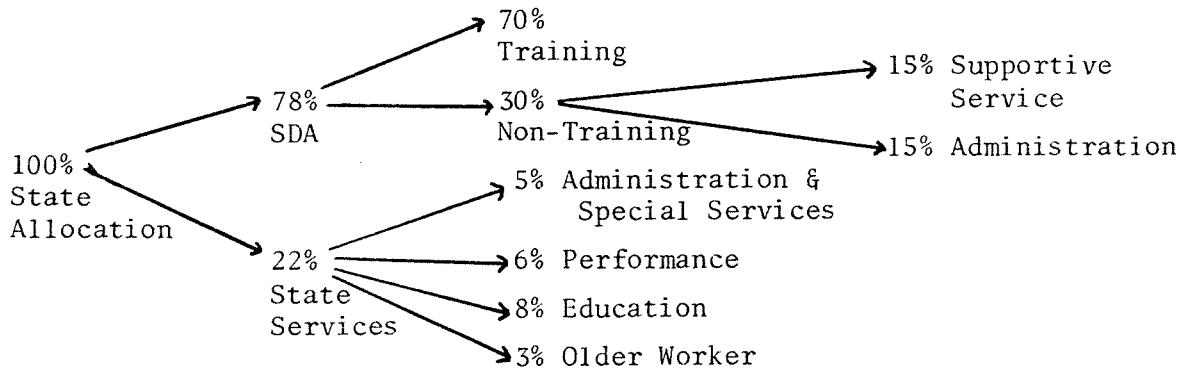 70%
Training
15% Supportive
Service
78%
SDA
30%
Non-Training
15% Administration
100%
State
Allocation
5% Administration &
Special Services
22%
State
Services
6% Performance
8% Education
3% Older Worker